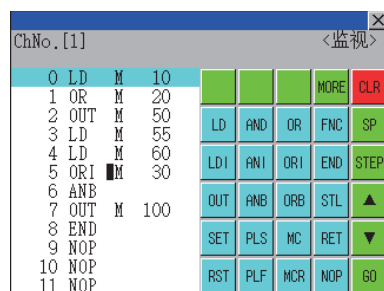 ×
ChNo.[1] <监视>
0 LD M 10
1 OR M 20
2 OUT M 50
3 LD M 55
4 LD M 60
5 ORI M 30
6 ANB
7 OUT M 100
8 END
9 NOP
10 NOP
11 NOP
MORE CLR
LD AND OR FNC SP
LDI ANI ORI END STEP
OUT ANB ORB STL ▲
SET PLS MC RET ▼
RST PLF MCR NOP GO